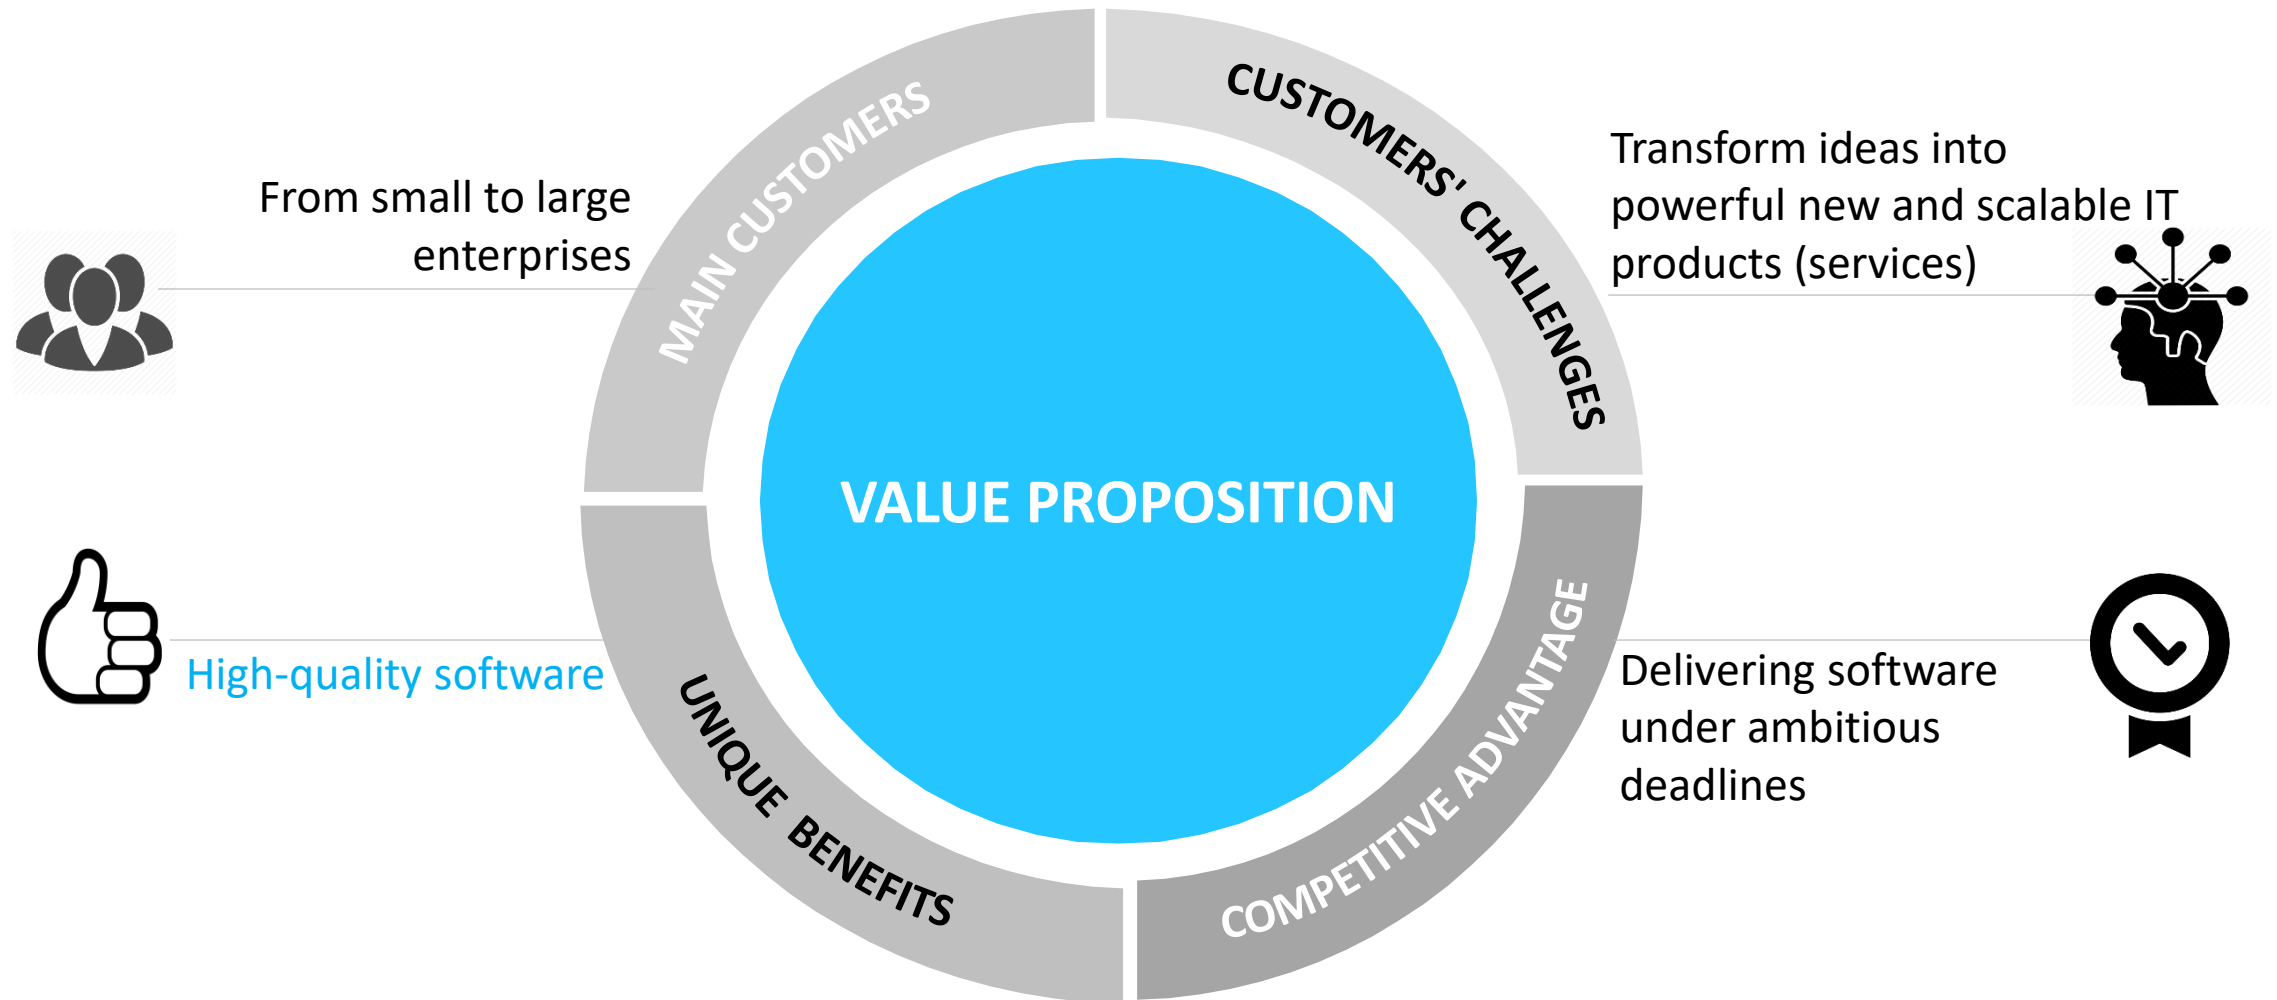 MAIN CUSTOMERS
From small to large
enterprises
CUSTOMERS' CHALLENGES
Transform ideas into
powerful new and scalable IT
products (services)
VALUE PROPOSITION
UNIQUE BENEFITS
High-quality software
COMPETITIVE ADVANTAGE
Delivering software
under ambitious
deadlines